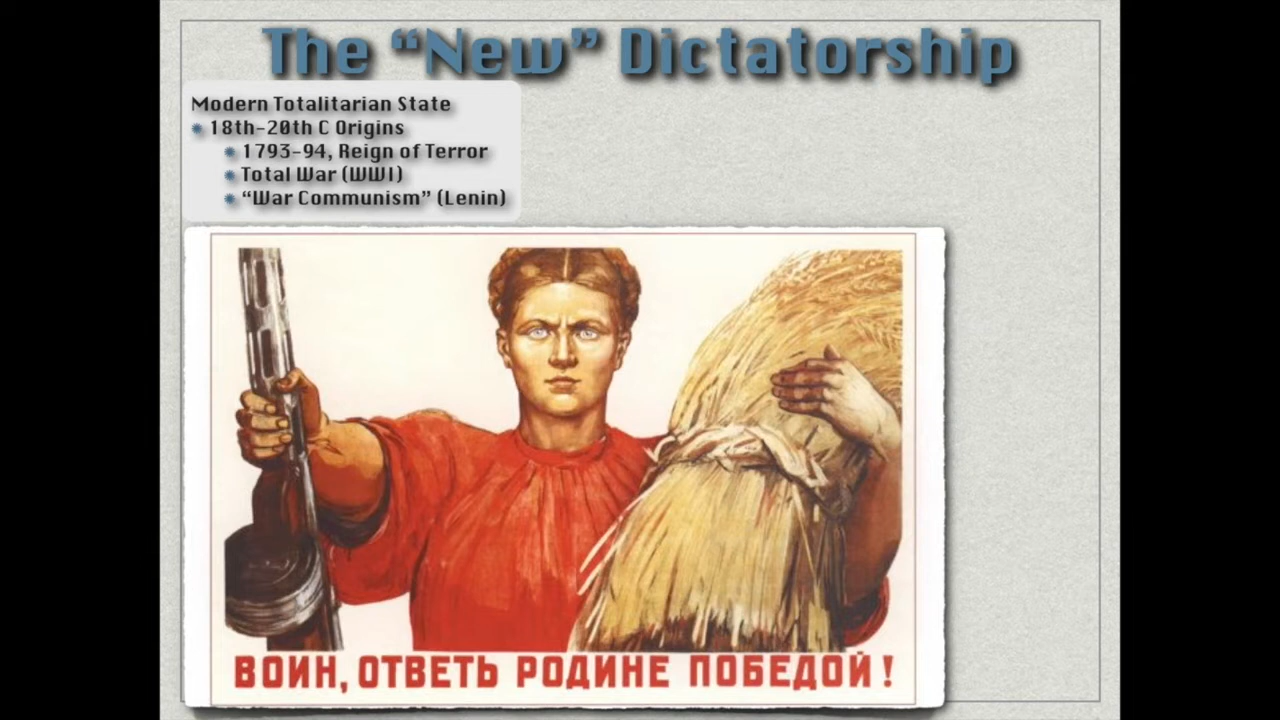 The “New” Dictatorship
Modern Totalitarian State
18th-20th C Origins
1793-94, Reign of Terror
Total War (WW1)
“War Communism” (Lenin)
ВОИН, ОТВЕТЬ РОДИНЕ ПОБЕДОЙ!